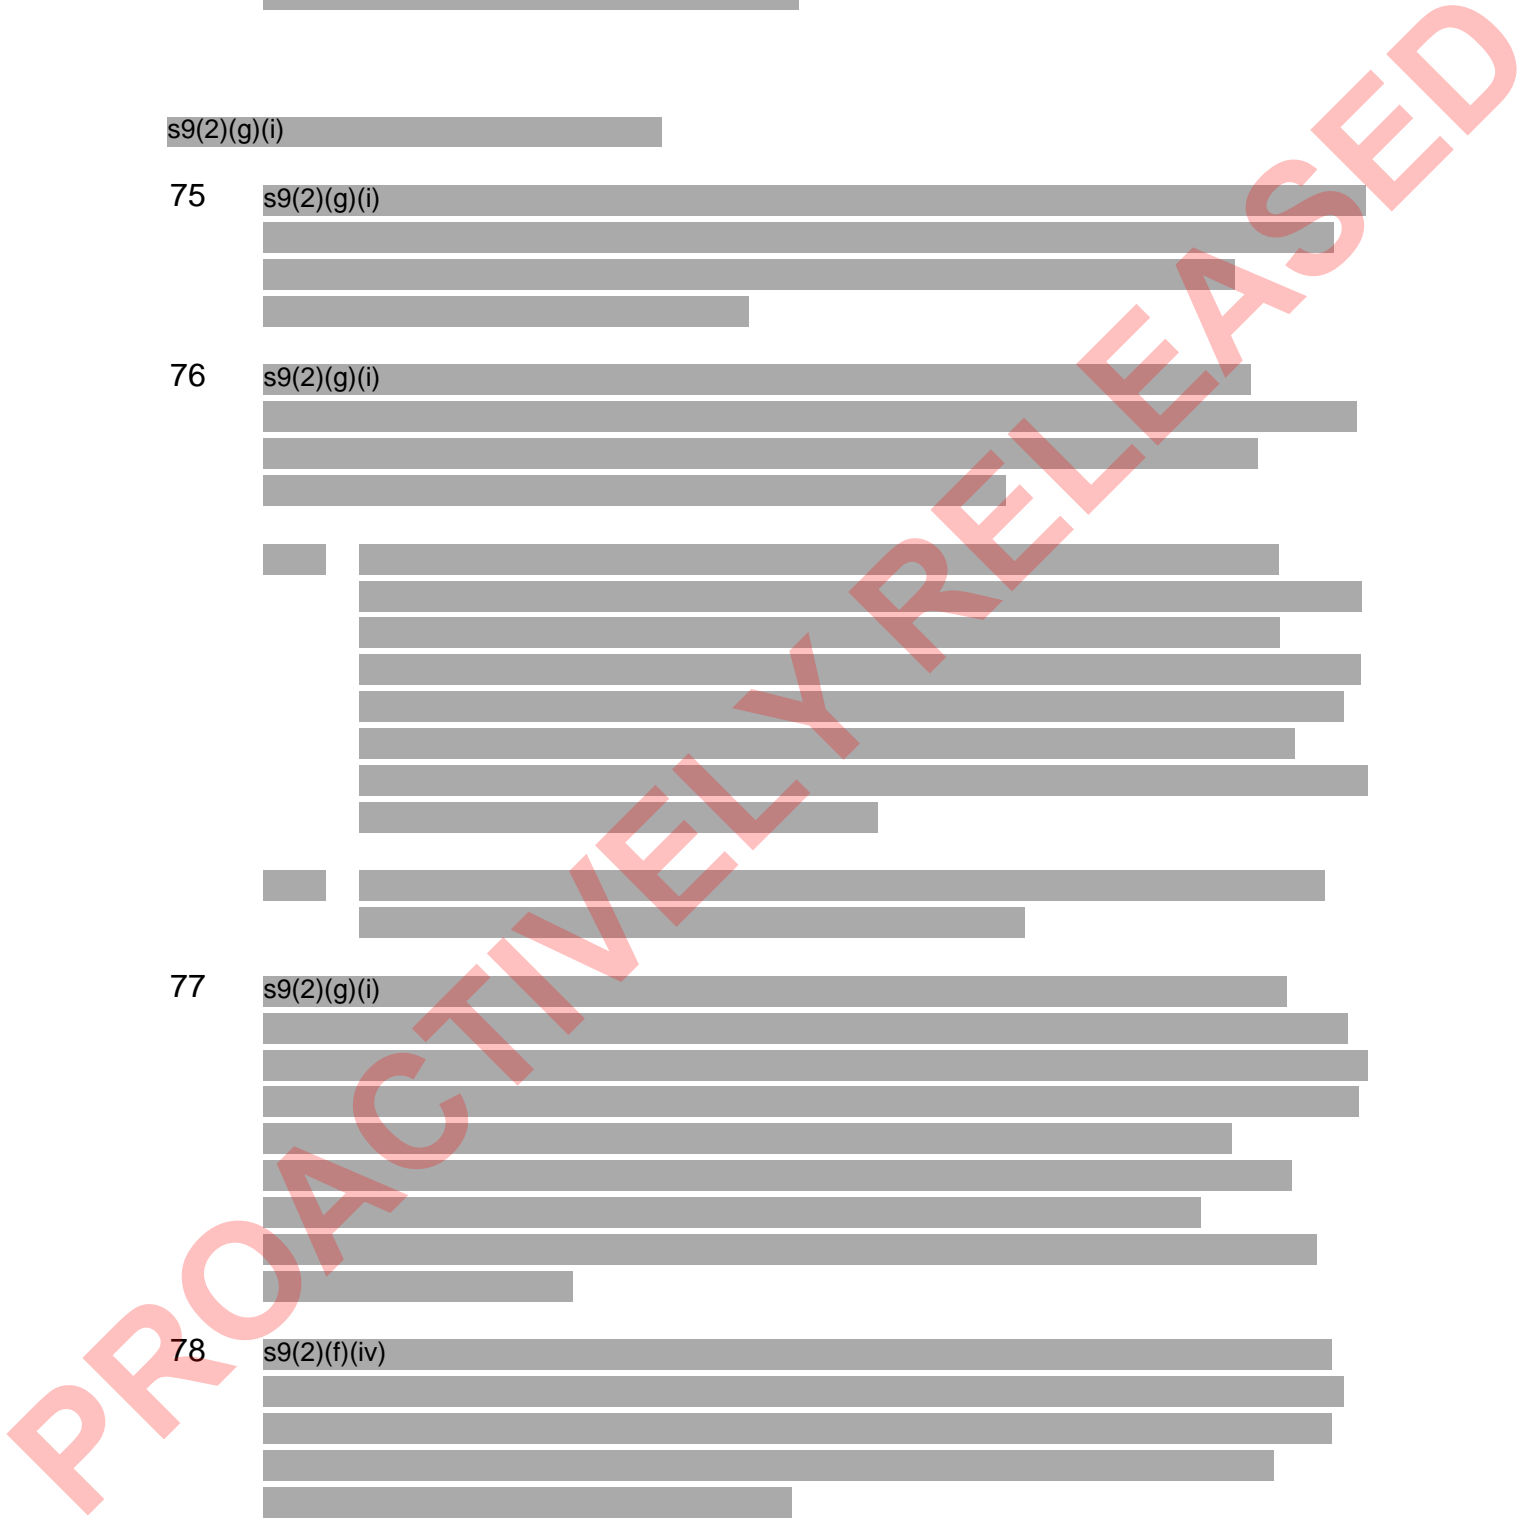 s9(2)(g)(i)
75 s9(2)(g)(i)
76 s9(2)(g)(i)
77 s9(2)(g)(i)
78 s9(2)(f)(iv)
PROACTIVELY RELEASED